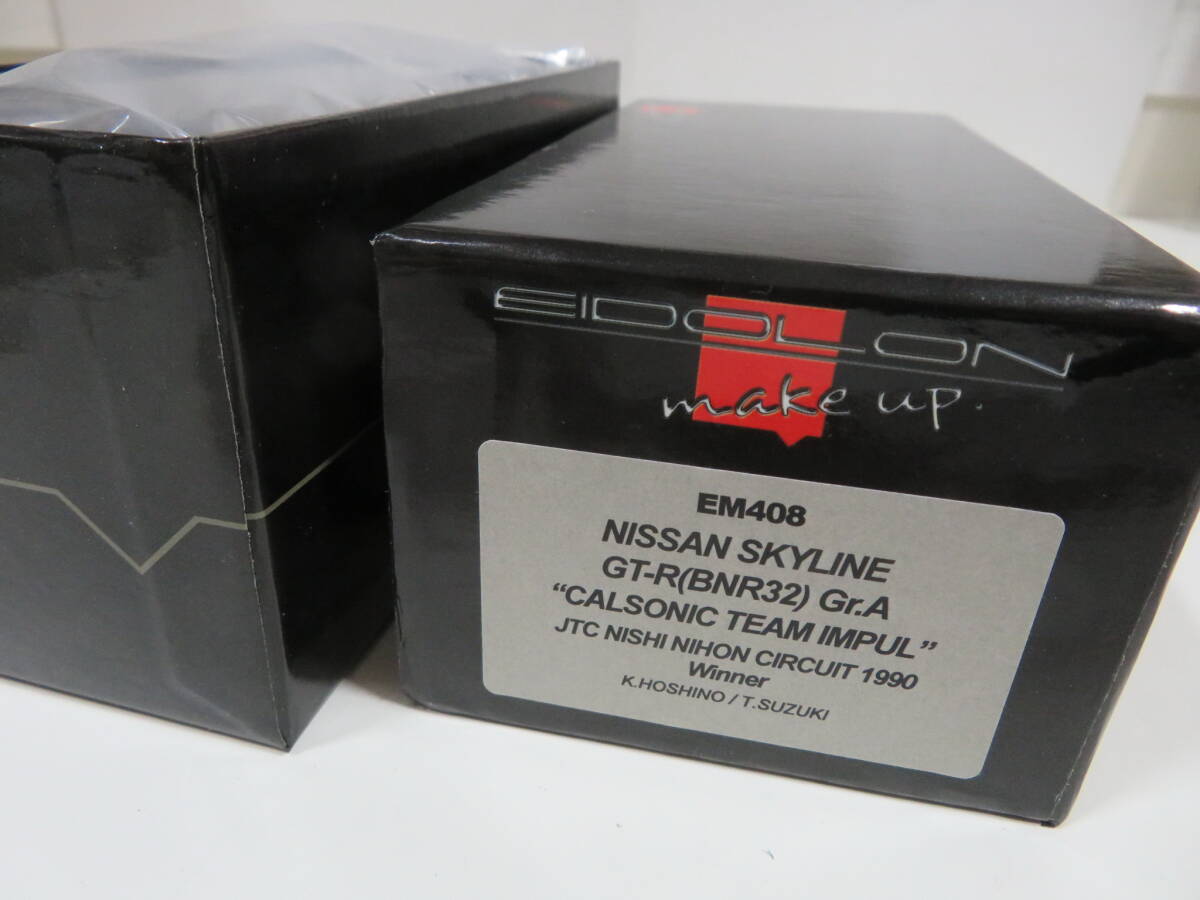 EIDOLON
make up.
EM408
NISSAN SKYLINE
GT-R(BNR32) Gr.A
“CALSONIC TEAM IMPUL”
JTC NISHI NIHON CIRCUIT 1990
Winner
K.HOSHINO / T.SUZUKI